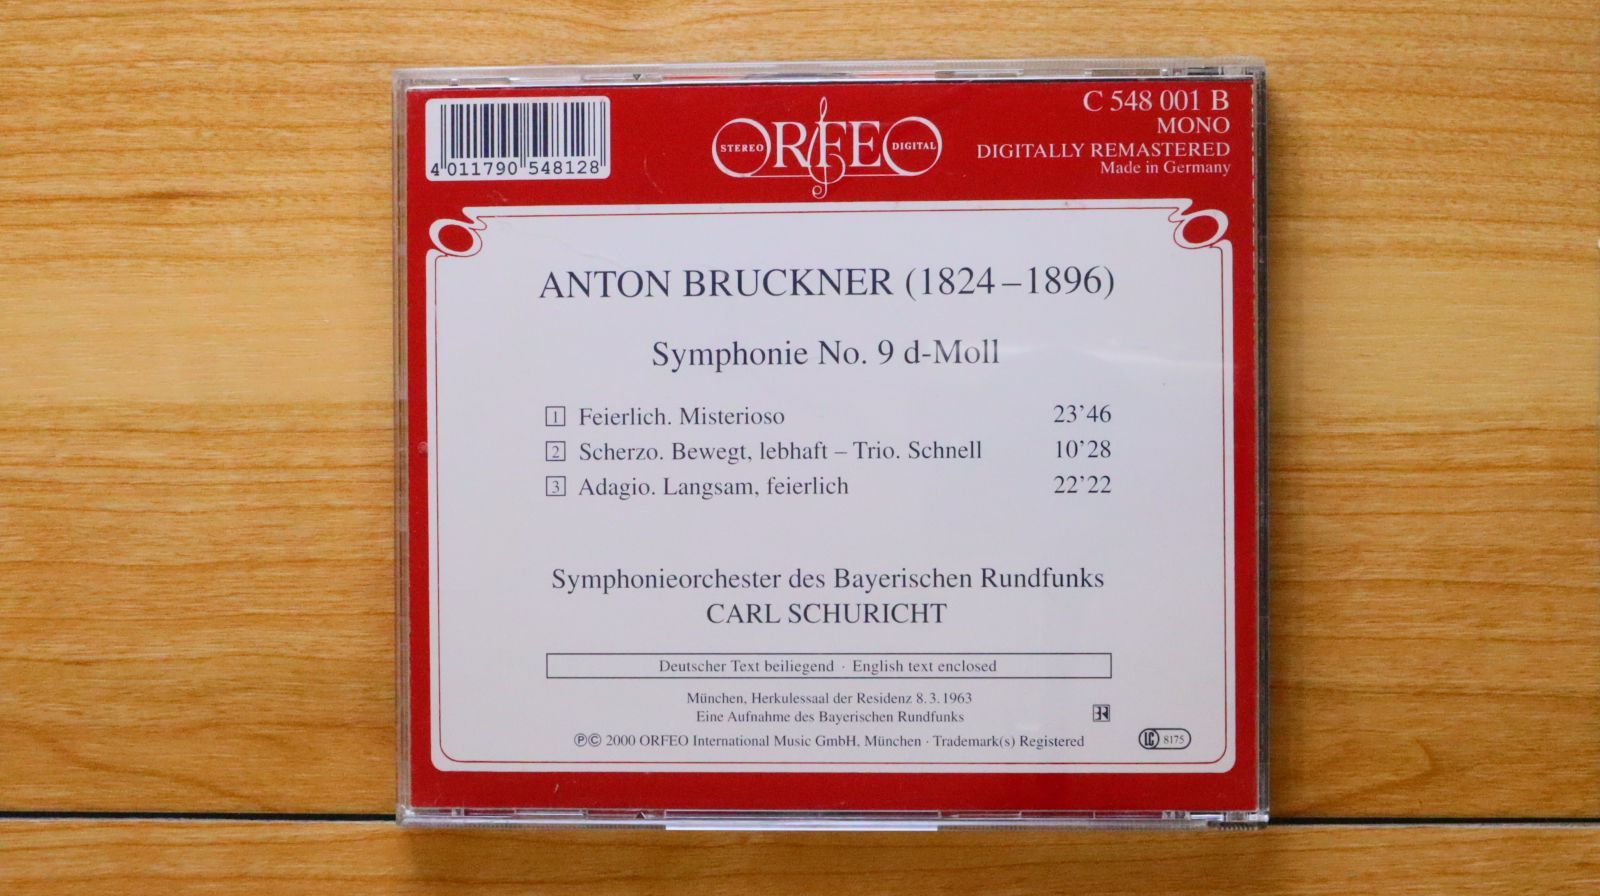 4 011790 548128
STEREO ORFEO DIGITAL
C 548 001 B
MONO
DIGITALLY REMASTERED
Made in Germany
ANTON BRUCKNER (1824–1896)
Symphonie No. 9 d-Moll
1 Feierlich. Misterioso 23’46
2 Scherzo. Bewegt, lebhaft – Trio. Schnell 10’28
3 Adagio. Langsam, feierlich 22’22
Symphonieorchester des Bayerischen Rundfunks
CARL SCHURICHT
Deutscher Text beiliegend · English text enclosed
München, Herkulessaal der Residenz 8.3.1963
Eine Aufnahme des Bayerischen Rundfunks
BR
℗© 2000 ORFEO International Music GmbH, München · Trademark(s) Registered
LC 8175